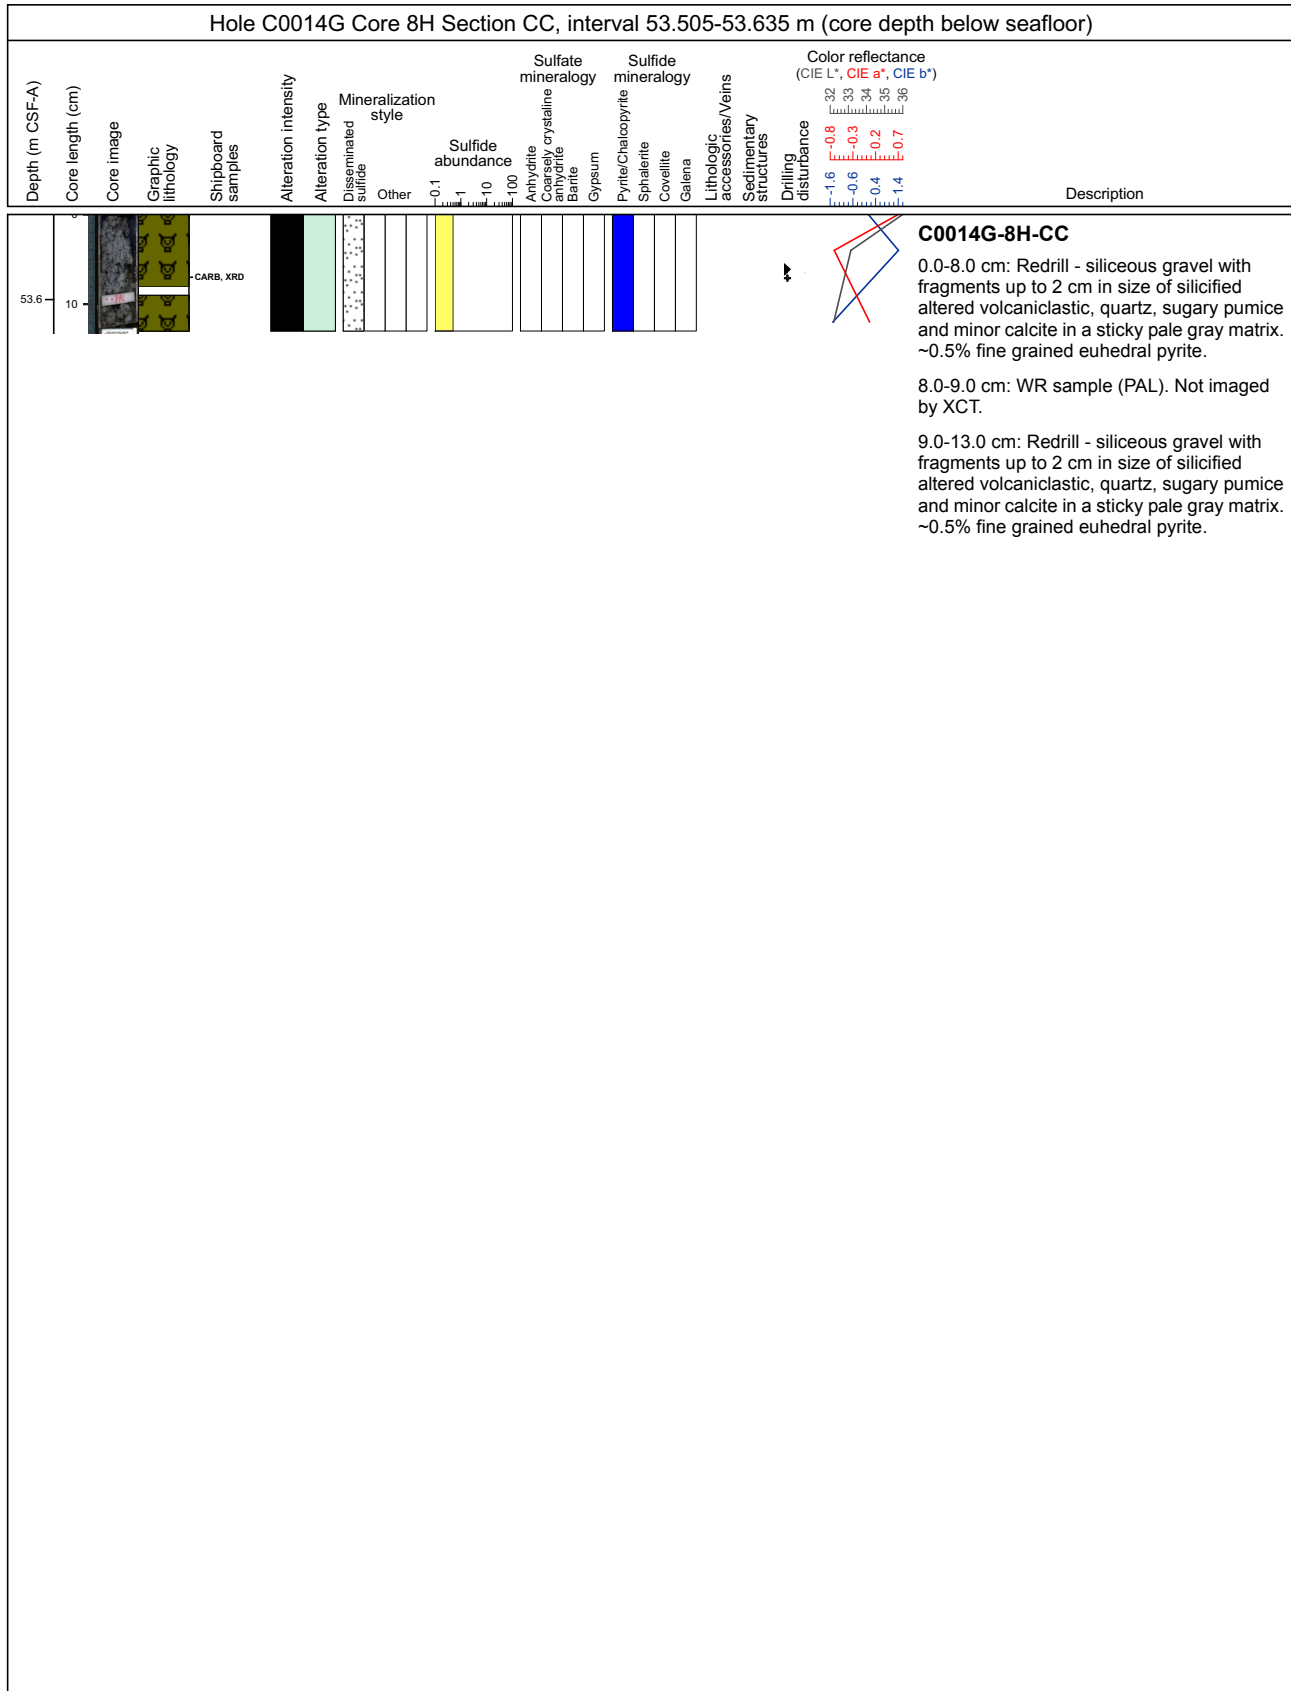 Hole C0014G Core 8H Section CC, interval 53.505-53.635 m (core depth below seafloor)
Depth (m CSF-A)
Core length (cm)
Core image
Graphic
lithology
Shipboard
samples
Alteration intensity
Alteration type
Mineralization
style
Disseminated
sulfide
Other
Sulfide
abundance
0.1
1
10
100
Sulfate
mineralogy
Anhydrite
Coarsely crystaline
anhydrite
Barite
Gypsum
Sulfide
mineralogy
Pyrite/Chalcopyrite
Sphalerite
Covellite
Galena
Lithologic
accessories/Veins
Sedimentary
structures
Drilling
disturbance
Color reflectance
(CIE L*, CIE a*, CIE b*)
32
33
34
35
36
-0.8
-0.3
0.2
0.7
-1.6
-0.6
0.4
1.4
Description
0
CARB, XRD
53.6
10
C0014G-8H-CC
0.0-8.0 cm: Redrill - siliceous gravel with
fragments up to 2 cm in size of silicified
altered volcaniclastic, quartz, sugary pumice
and minor calcite in a sticky pale gray matrix.
~0.5% fine grained euhedral pyrite.
8.0-9.0 cm: WR sample (PAL). Not imaged
by XCT.
9.0-13.0 cm: Redrill - siliceous gravel with
fragments up to 2 cm in size of silicified
altered volcaniclastic, quartz, sugary pumice
and minor calcite in a sticky pale gray matrix.
~0.5% fine grained euhedral pyrite.